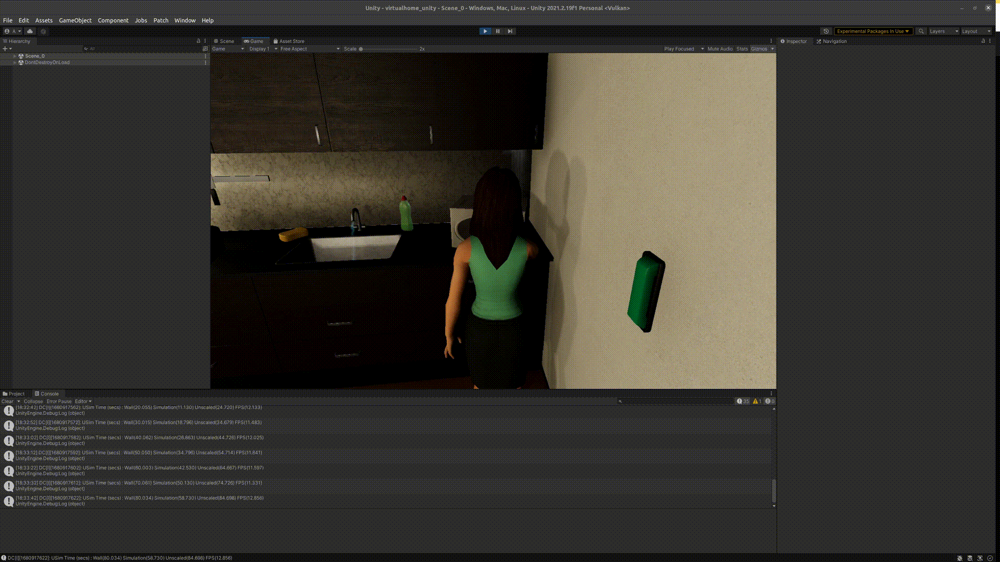 Unity - virtualhome_unity - Scene_0 - Windows, Mac, Linux - Unity 2021.2.19f1 Personal <Vulkan>
File Edit Assets GameObject Component Jobs Patch Window Help
A
Experimental Packages In Use
Layers
Layout
Hierarchy
Scene
Game
Asset Store
Inspector
Navigation
All
Game
Display 1
Free Aspect
Scale
2x
Play Focused
Mute Audio
Stats
Gizmos
Scene_0
DontDestroyOnLoad
Project
Console
Clear
Collapse
Error Pause
Editor
35
1
0
[18:32:42] DC[I][1680917562]: USim Time (secs) : Wall(20.055) Simulation(11.130) Unscaled(24.720) FPS(12.133)
UnityEngine.Debug:Log (object)
[18:32:52] DC[I][1680917572]: USim Time (secs) : Wall(30.015) Simulation(18.796) Unscaled(34.679) FPS(11.483)
UnityEngine.Debug:Log (object)
[18:33:02] DC[I][1680917582]: USim Time (secs) : Wall(40.062) Simulation(26.863) Unscaled(44.726) FPS(12.025)
UnityEngine.Debug:Log (object)
[18:33:12] DC[I][1680917592]: USim Time (secs) : Wall(50.050) Simulation(34.796) Unscaled(54.714) FPS(11.841)
UnityEngine.Debug:Log (object)
[18:33:22] DC[I][1680917602]: USim Time (secs) : Wall(60.003) Simulation(42.530) Unscaled(64.667) FPS(11.597)
UnityEngine.Debug:Log (object)
[18:33:32] DC[I][1680917612]: USim Time (secs) : Wall(70.061) Simulation(50.130) Unscaled(74.726) FPS(11.331)
UnityEngine.Debug:Log (object)
[18:33:42] DC[I][1680917622]: USim Time (secs) : Wall(80.034) Simulation(58.730) Unscaled(84.698) FPS(12.856)
UnityEngine.Debug:Log (object)
DC[I][1680917622]: USim Time (secs) : Wall(80.034) Simulation(58.730) Unscaled(84.698) FPS(12.856)